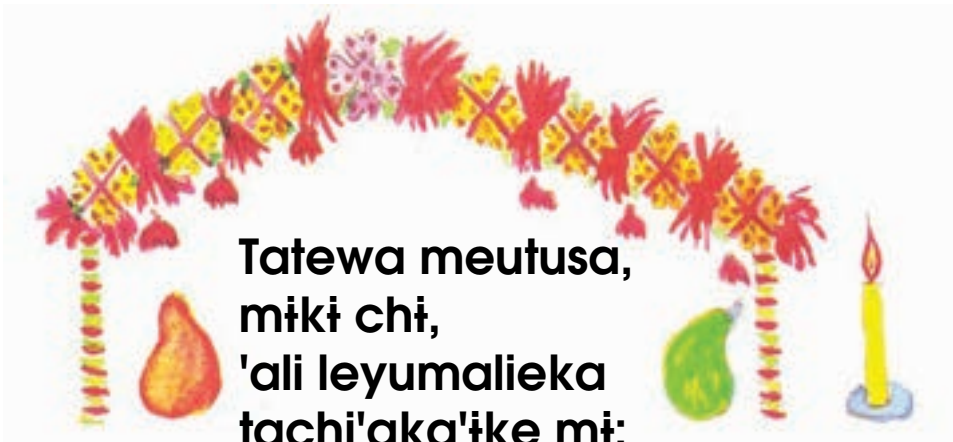 Tatewa meutusa,
mɨkɨ chɨ,
'ali leyumalieka
tachi'aka'ɨke mɨ;